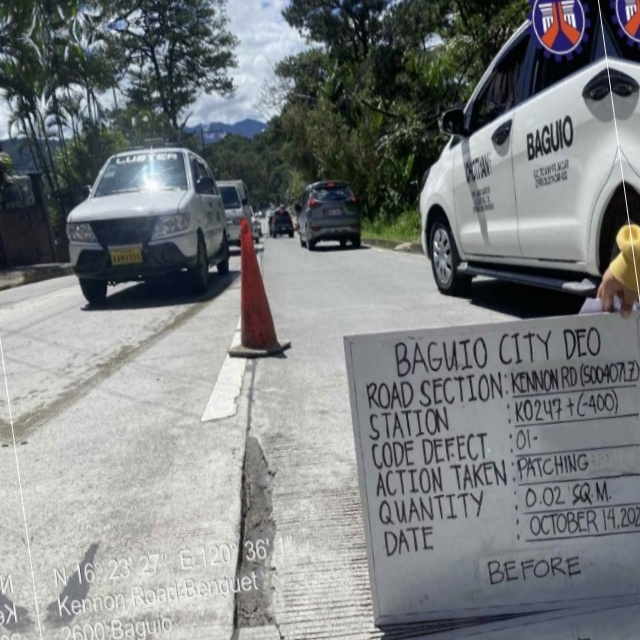 LUSTER
BAGUIO
BAGUIO CITY DEO
ROAD SECTION: KENNON RD (S00407LZ)
STATION K0247+(-400)
CODE DEFECT 01-
ACTION TAKEN: PATCHING
QUANTITY 0.02 SQ.M.
DATE OCTOBER 14, 202
BEFORE
N 16° 23' 27" E 120° 36' 4"
Kennon Road Benguet
2600 Baguio